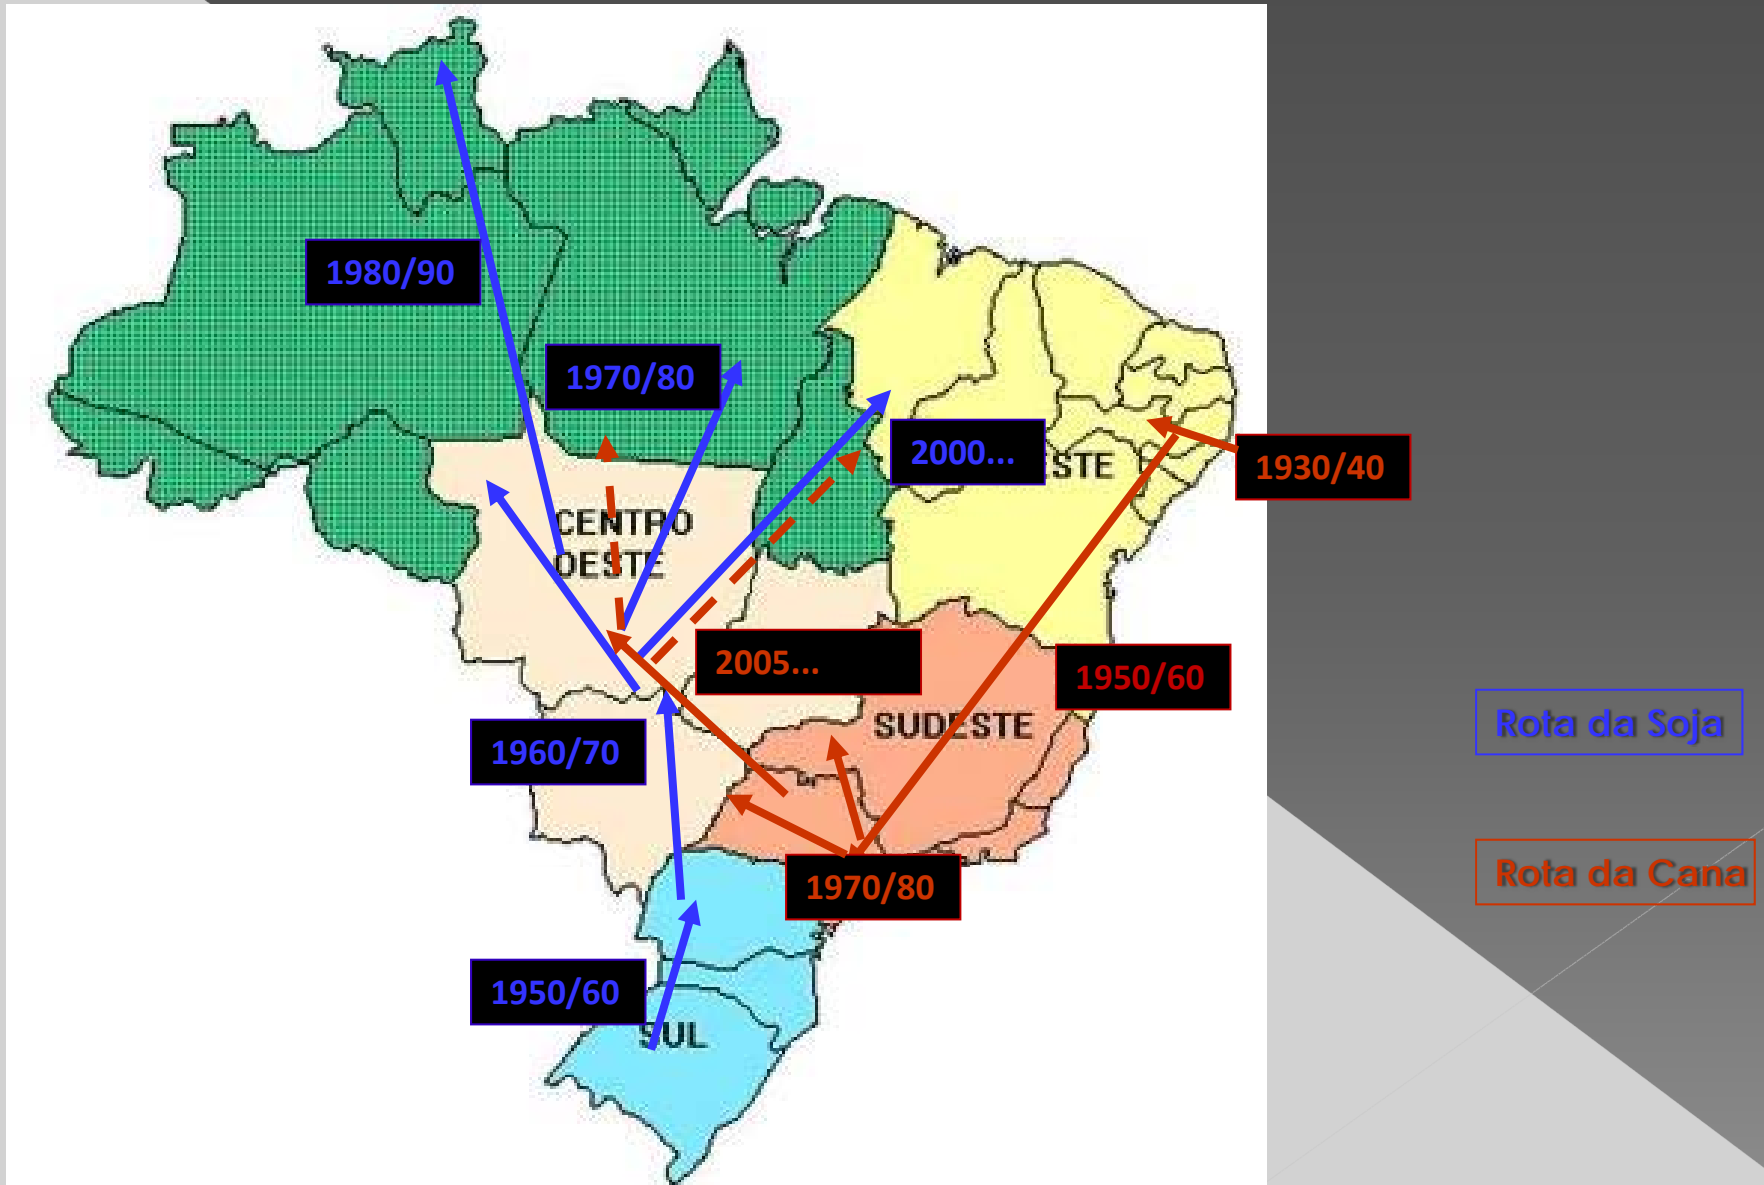 1980/90
1970/80
2000...
ESTE
1930/40
CENTRO
OESTE
2005...
1950/60
SUDESTE
Rota da Soja
1960/70
Rota da Cana
1970/80
1950/60
SUL